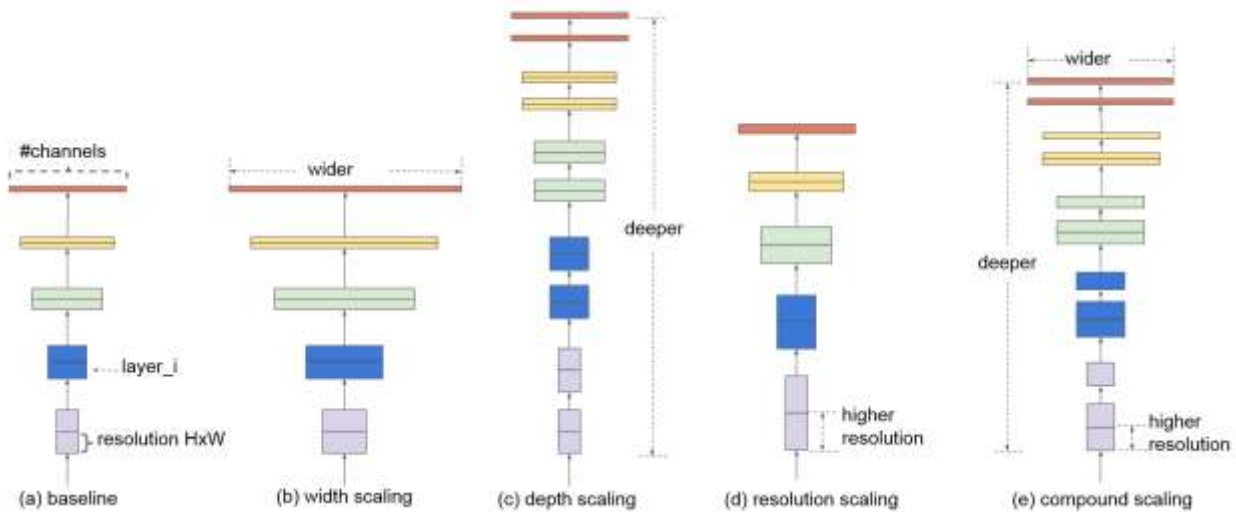 #channels
layer_i
resolution HxW
(a) baseline
wider
(b) width scaling
deeper
(c) depth scaling
higher
resolution
(d) resolution scaling
wider
deeper
higher
resolution
(e) compound scaling